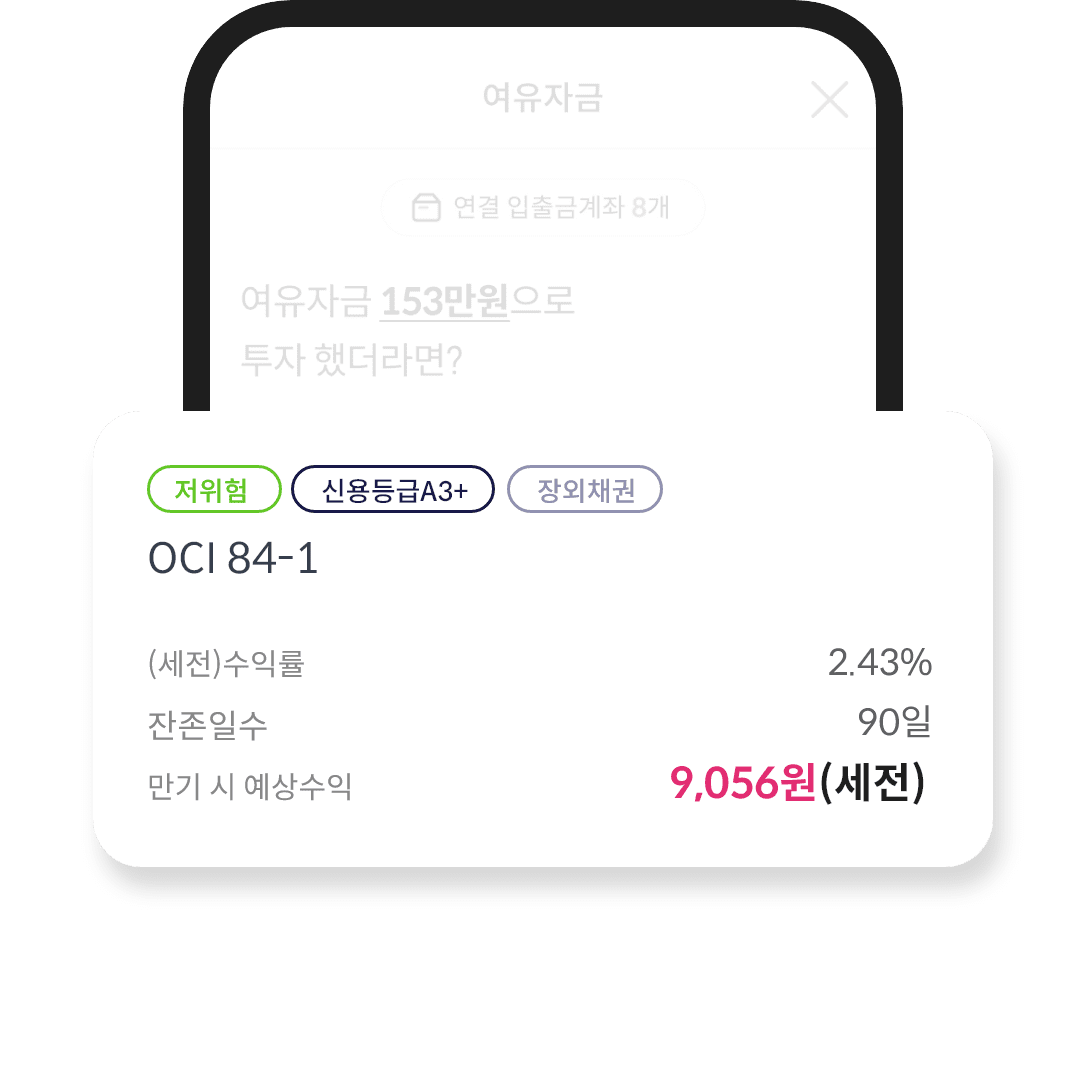 여유자금
연결 입출금계좌 8개
여유자금 153만원으로
투자 했더라면?
저위험 신용등급A3+ 장외채권
OCI 84-1
(세전)수익률 2.43%
잔존일수 90일
만기 시 예상수익 9,056원(세전)